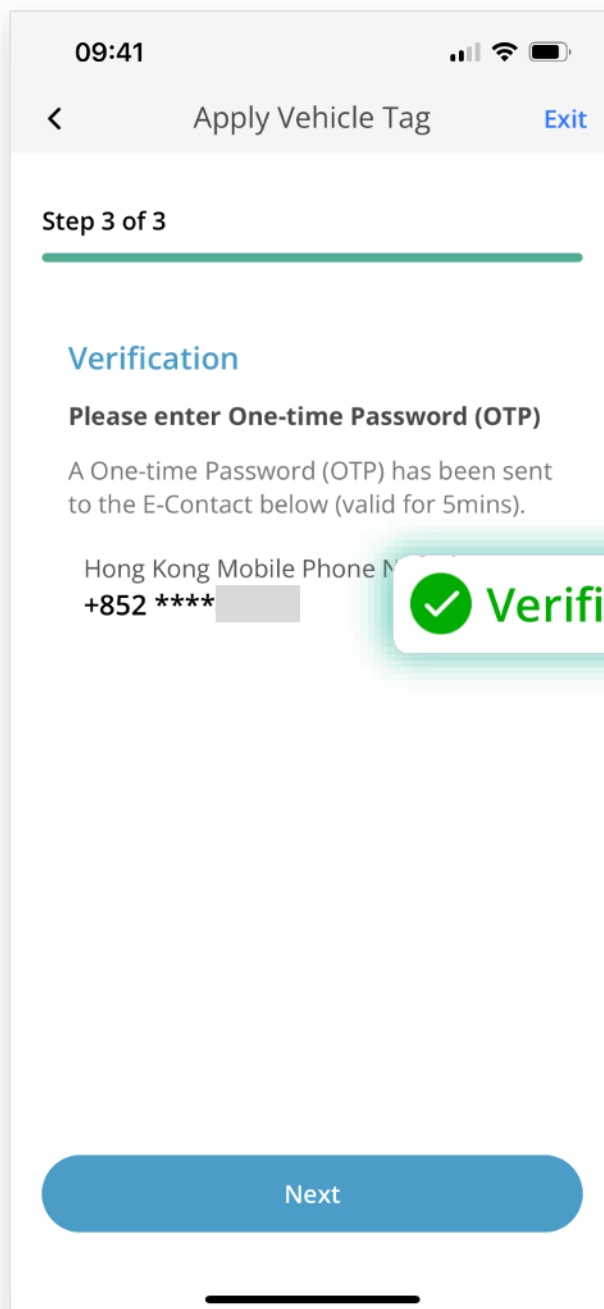 09:41
Apply Vehicle Tag
Exit
Step 3 of 3
Verification
Please enter One-time Password (OTP)
A One-time Password (OTP) has been sent
to the E-Contact below (valid for 5mins).
Hong Kong Mobile Phone
+852 ****
Next